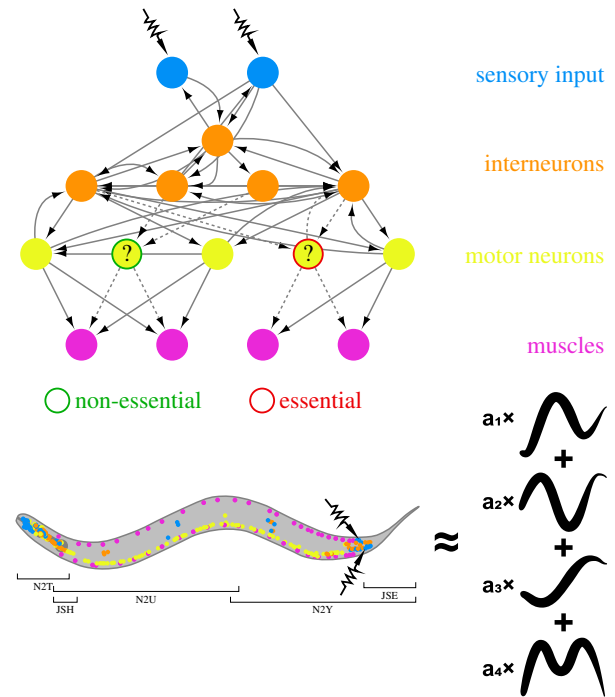 sensory input
interneurons
? ?
motor neurons
muscles
non-essential essential
a₁×
+
a₂×
+
≈
a₃×
+
a₄×
N2T
JSH
N2U
N2Y
JSE